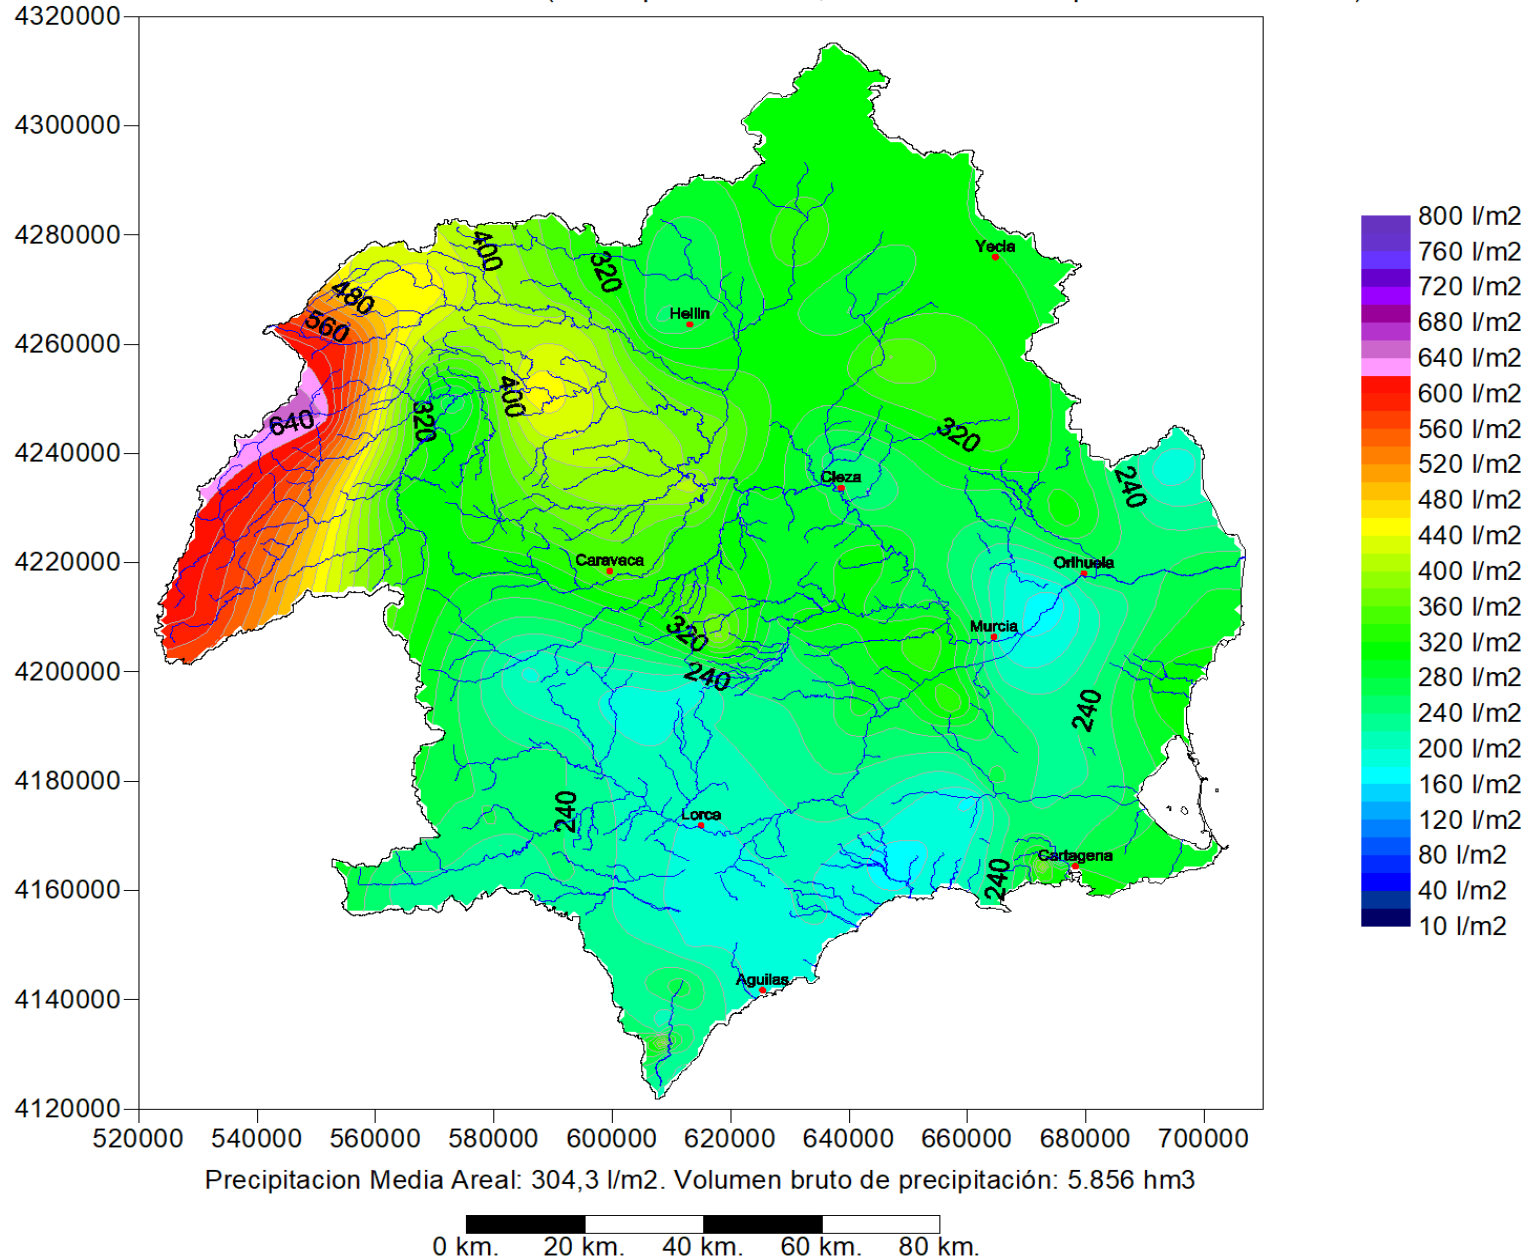 4320000
4300000
4280000
4260000
4240000
4220000
4200000
4180000
4160000
4140000
4120000
520000 540000 560000 580000 600000 620000 640000 660000 680000 700000
400
320
480
560
640
320
400
320
240
320
240
240
240
240
Yecla
Hellin
Cieza
Caravaca
Orihuela
Murcia
Lorca
Cartagena
Aguilas
800 l/m2
760 l/m2
720 l/m2
680 l/m2
640 l/m2
600 l/m2
560 l/m2
520 l/m2
480 l/m2
440 l/m2
400 l/m2
360 l/m2
320 l/m2
280 l/m2
240 l/m2
200 l/m2
160 l/m2
120 l/m2
80 l/m2
40 l/m2
10 l/m2
Precipitacion Media Areal: 304,3 l/m2. Volumen bruto de precipitación: 5.856 hm3
0 km. 20 km. 40 km. 60 km. 80 km.